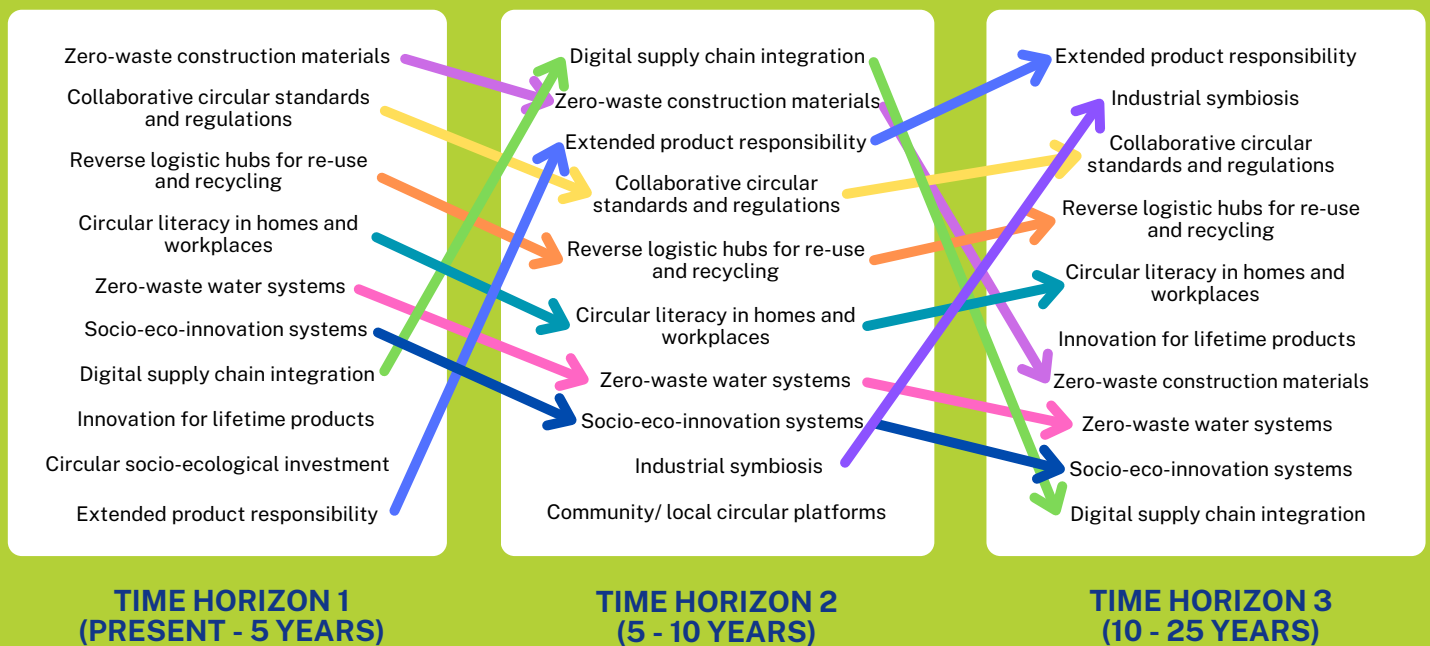 Zero-waste construction materials
Collaborative circular standards
and regulations
Reverse logistic hubs for re-use
and recycling
Circular literacy in homes and
workplaces
Zero-waste water systems
Socio-eco-innovation systems
Digital supply chain integration
Innovation for lifetime products
Circular socio-ecological investment
Extended product responsibility
TIME HORIZON 1
(PRESENT - 5 YEARS)
Digital supply chain integration
Zero-waste construction materials
Extended product responsibility
Collaborative circular
standards and regulations
Reverse logistic hubs for re-use
and recycling
Circular literacy in homes and
workplaces
Zero-waste water systems
Socio-eco-innovation systems
Industrial symbiosis
Community/ local circular platforms
TIME HORIZON 2
(5 - 10 YEARS)
Extended product responsibility
Industrial symbiosis
Collaborative circular
standards and regulations
Reverse logistic hubs for re-use
and recycling
Circular literacy in homes and
workplaces
Innovation for lifetime products
Zero-waste construction materials
Zero-waste water systems
Socio-eco-innovation systems
Digital supply chain integration
TIME HORIZON 3
(10 - 25 YEARS)